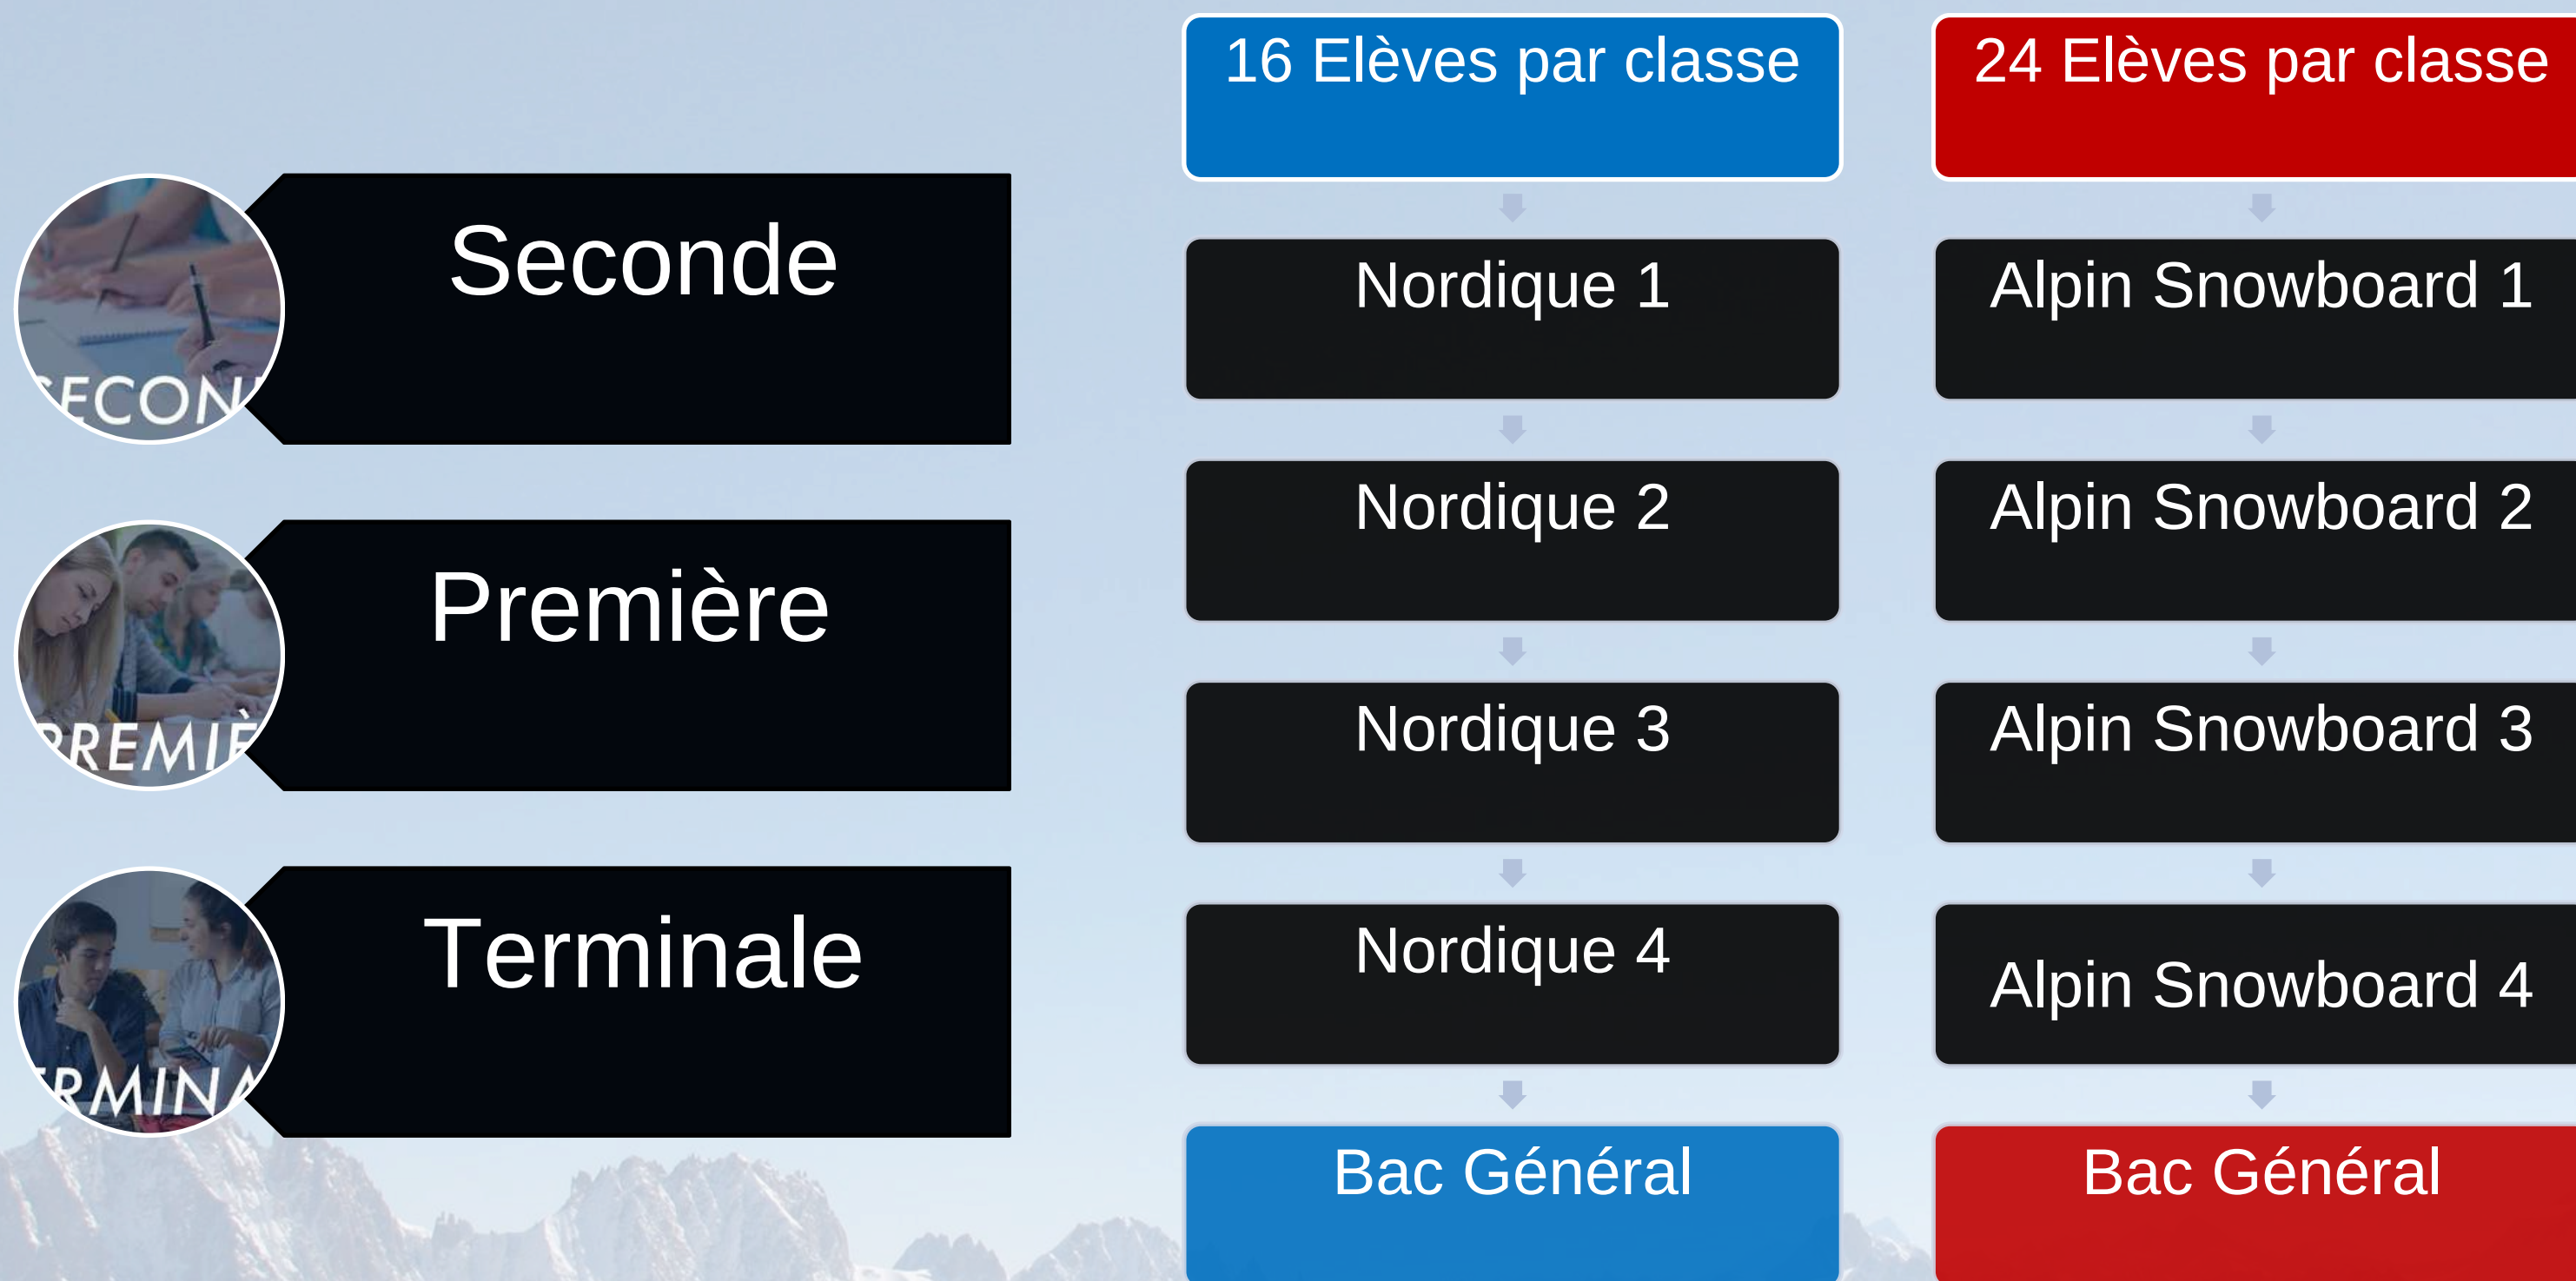 Seconde
Première
Terminale
16 Elèves par classe
Nordique 1
Nordique 2
Nordique 3
Nordique 4
Bac Général
24 Elèves par classe
Alpin Snowboard 1
Alpin Snowboard 2
Alpin Snowboard 3
Alpin Snowboard 4
Bac Général